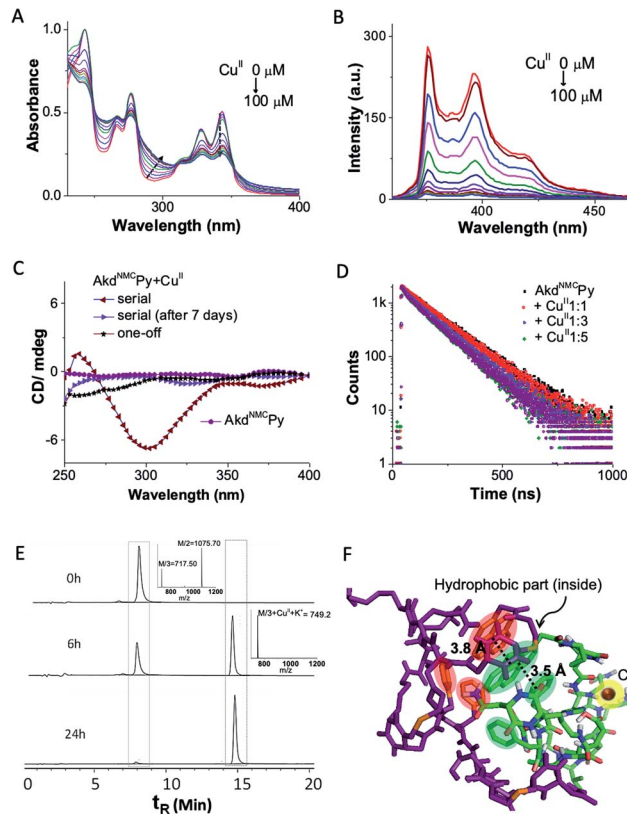 A
1.0
0.5
0.0
Absorbance
Cu^II 0 µM
100 µM
300
400
Wavelength (nm)
B
300
150
0
Intensity (a.u.)
Cu^II 0 µM
100 µM
400
450
Wavelength (nm)
C
Akd^NMC Py+Cu^II
serial
serial (after 7 days)
one-off
Akd^NMC Py
6
0
-6
CD/ mdeg
250
300
350
400
Wavelength (nm)
D
Akd^NMC Py
+ Cu^II 1:1
+ Cu^II 1:3
+ Cu^II 1:5
1k
100
10
1
Counts
0
500
1000
Time (ns)
E
0h
M/2=1075.70
M/3=717.50
800 1000 1200
m/z
6h
M/3+Cu^II+K^+= 749.2
800 1000 1200
m/z
24h
0 5 10 15 20
t_R (Min)
F
Hydrophobic part (inside)
3.8 Å
3.5 Å
C